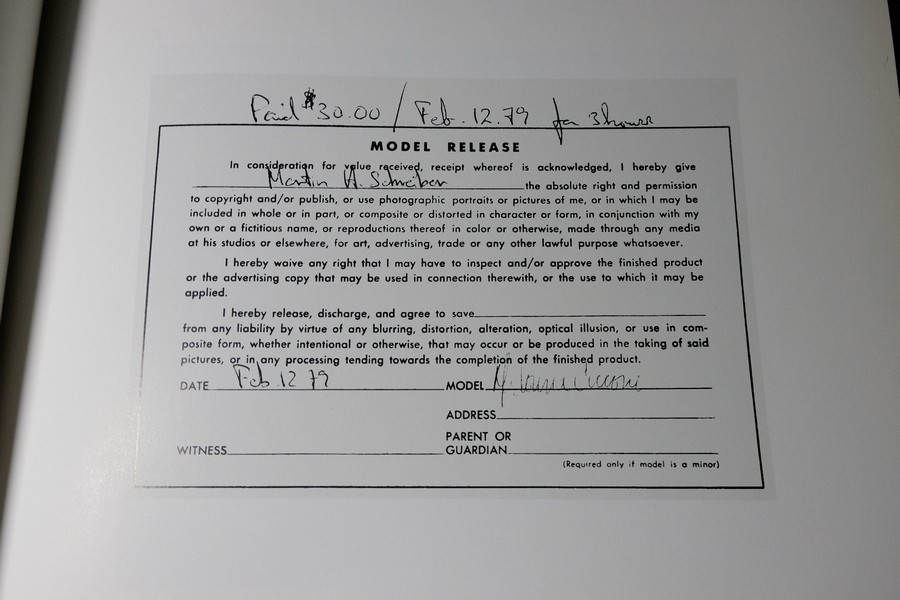 Paid $30.00 / Feb. 12.79 for 3 hours
MODEL RELEASE
In consideration for value received, receipt whereof is acknowledged, I hereby give
Martin H. Schreiber the absolute right and permission
to copyright and/or publish, or use photographic portraits or pictures of me, or in which I may be
included in whole or in part, or composite or distorted in character or form, in conjunction with my
own or a fictitious name, or reproductions thereof in color or otherwise, made through any media
at his studios or elsewhere, for art, advertising, trade or any other lawful purpose whatsoever.
I hereby waive any right that I may have to inspect and/or approve the finished product
or the advertising copy that may be used in connection therewith, or the use to which it may be
applied.
I hereby release, discharge, and agree to save
from any liability by virtue of any blurring, distortion, alteration, optical illusion, or use in com-
posite form, whether intentional or otherwise, that may occur or be produced in the taking of said
pictures, or in any processing tending towards the completion of the finished product.
DATE Feb 12 79 MODEL M. Louise Ciccone
ADDRESS
PARENT OR
WITNESS GUARDIAN
(Required only if model is a minor)